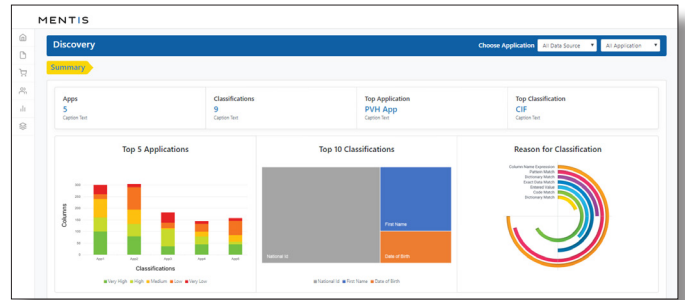 MENTIS
Discovery
Choose Application
All Data Source
All Application
Summary
Apps
5
Caption Text
Classifications
9
Caption Text
Top Application
PVH App
Caption Text
Top Classification
CIF
Caption Text
Top 5 Applications
Columns
0
Classifications
Very High High Medium Low Very Low
Top 10 Classifications
First Name
National Id
Date of Birth
National Id First Name Date of Birth
Reason for Classification
Column Name Expression
Pattern Match
Dictionary Match
Exact Data Match
Code Match
Dictionary Match